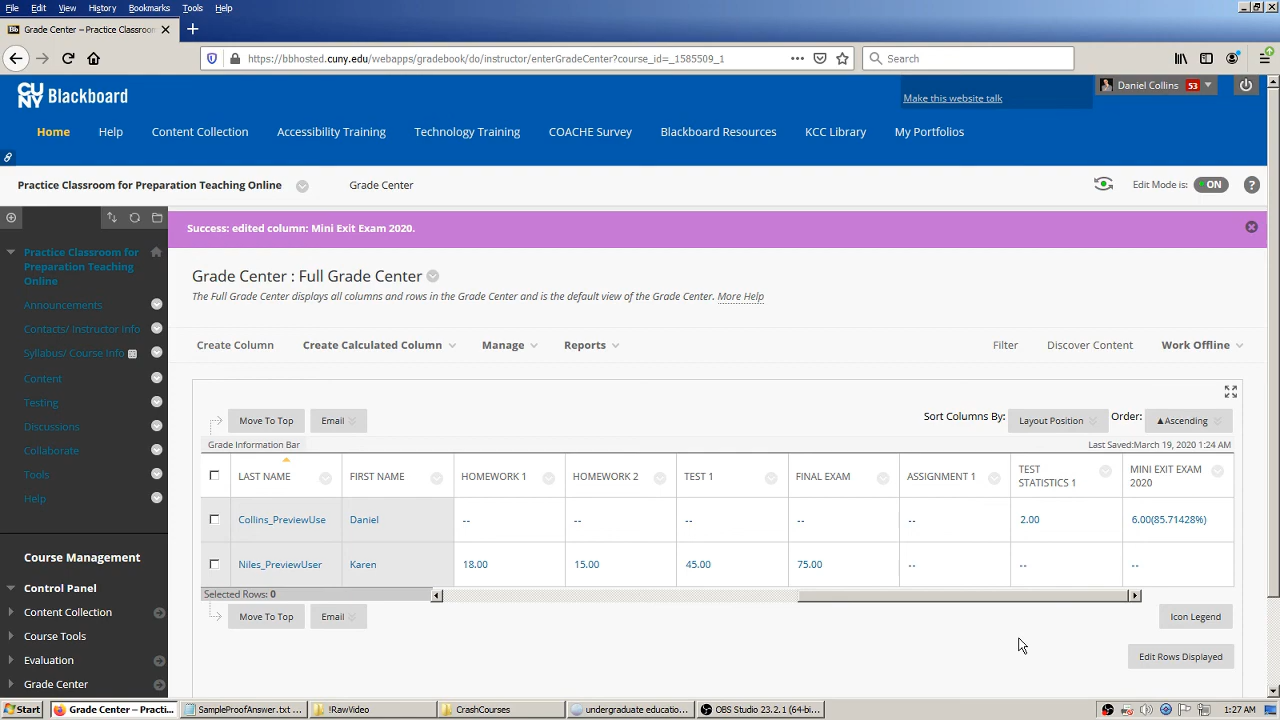 File Edit View History Bookmarks Tools Help
Bb Grade Center – Practice Classroom
https://bbhosted.cuny.edu/webapps/gradebook/do/instructor/enterGradeCenter?course_id=_1585509_1
Search
CUNY Blackboard
Make this website talk
Daniel Collins 53
Home Help Content Collection Accessibility Training Technology Training COACHE Survey Blackboard Resources KCC Library My Portfolios
Practice Classroom for Preparation Teaching Online Grade Center Edit Mode is: ON ?
Success: edited column: Mini Exit Exam 2020.
Practice Classroom for
Preparation Teaching
Online
Announcements
Contacts/ Instructor Info
Syllabus/ Course Info
Content
Testing
Discussions
Collaborate
Tools
Help
Course Management
Control Panel
Content Collection
Course Tools
Evaluation
Grade Center
Grade Center : Full Grade Center
The Full Grade Center displays all columns and rows in the Grade Center and is the default view of the Grade Center. More Help
Create Column Create Calculated Column Manage Reports Filter Discover Content Work Offline
Move To Top Email Sort Columns By: Layout Position Order: ▲Ascending
Grade Information Bar Last Saved:March 19, 2020 1:24 AM
LAST NAME FIRST NAME HOMEWORK 1 HOMEWORK 2 TEST 1 FINAL EXAM ASSIGNMENT 1 TEST STATISTICS 1 MINI EXIT EXAM 2020
Collins_PreviewUse Daniel -- -- -- -- -- 2.00 6.00(85.71428%)
Niles_PreviewUser Karen 18.00 15.00 45.00 75.00 -- -- --
Selected Rows: 0
Move To Top Email Icon Legend
Edit Rows Displayed
Start Grade Center – Practi... SampleProofAnswer.txt ... !RawVideo CrashCourses undergraduate educatio... OBS Studio 23.2.1 (64-bi... 1:27 AM